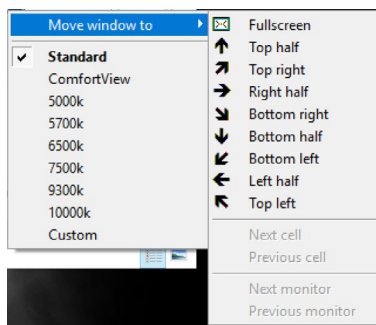 Move window to
Standard
ComfortView
5000k
5700k
6500k
7500k
9300k
10000k
Custom
Fullscreen
Top half
Top right
Right half
Bottom right
Bottom half
Bottom left
Left half
Top left
Next cell
Previous cell
Next monitor
Previous monitor